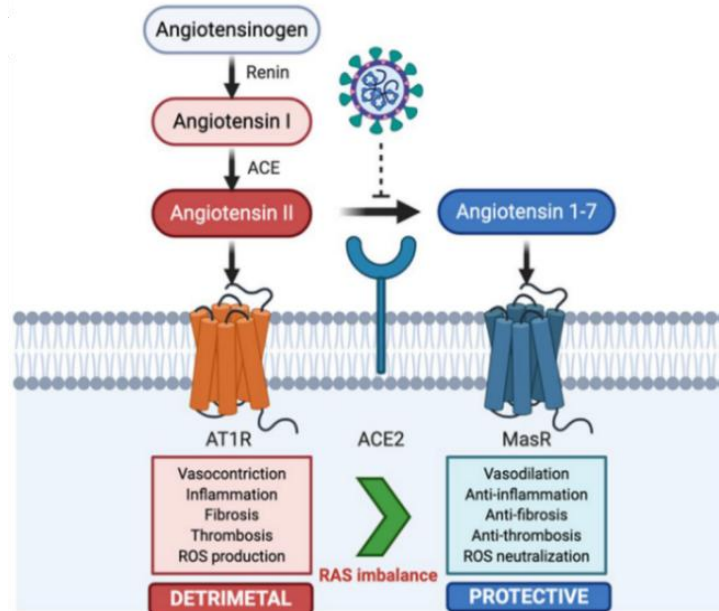 Angiotensinogen
Renin
Angiotensin I
ACE
Angiotensin II
Angiotensin 1-7
AT1R
ACE2
MasR
Vasocontriction
Inflammation
Fibrosis
Thrombosis
ROS production
Vasodilation
Anti-inflammation
Anti-fibrosis
Anti-thrombosis
ROS neutralization
RAS imbalance
DETRIMETAL
PROTECTIVE